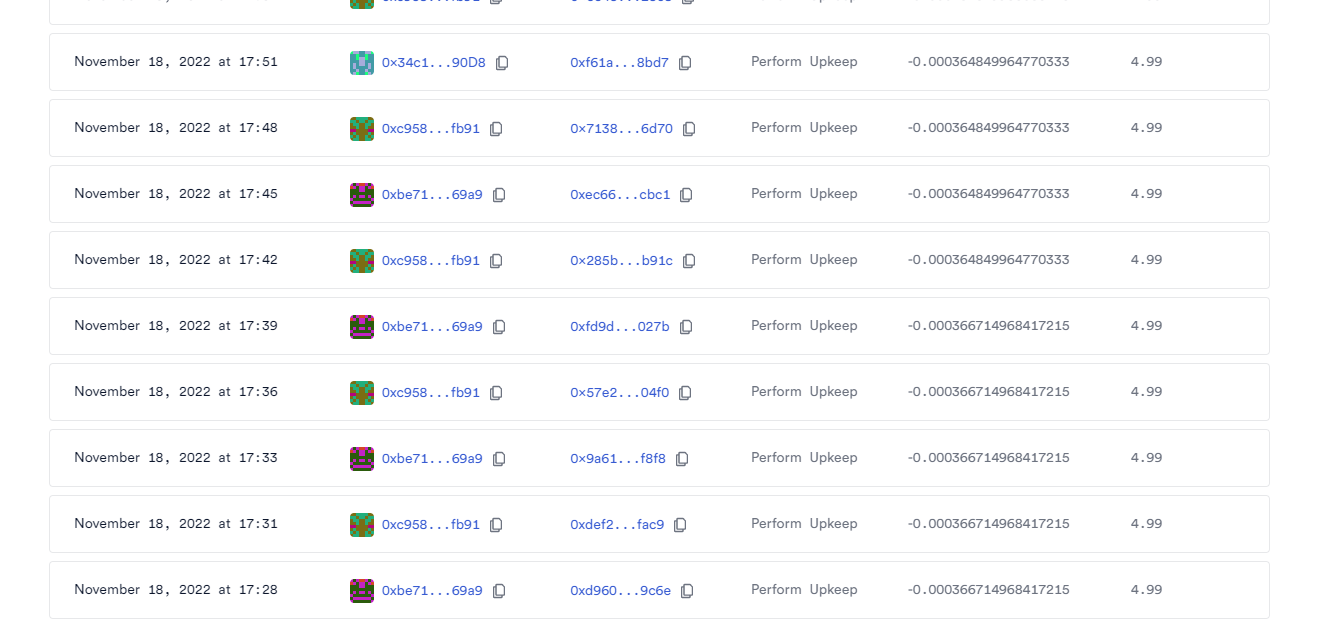 November 18, 2022 at 17:51 0x34c1...90D8 0xf61a...8bd7 Perform Upkeep -0.000364849964770333 4.99
November 18, 2022 at 17:48 0xc958...fb91 0x7138...6d70 Perform Upkeep -0.000364849964770333 4.99
November 18, 2022 at 17:45 0xbe71...69a9 0xec66...cbc1 Perform Upkeep -0.000364849964770333 4.99
November 18, 2022 at 17:42 0xc958...fb91 0x285b...b91c Perform Upkeep -0.000364849964770333 4.99
November 18, 2022 at 17:39 0xbe71...69a9 0xfd9d...027b Perform Upkeep -0.000366714968417215 4.99
November 18, 2022 at 17:36 0xc958...fb91 0x57e2...04f0 Perform Upkeep -0.000366714968417215 4.99
November 18, 2022 at 17:33 0xbe71...69a9 0x9a61...f8f8 Perform Upkeep -0.000366714968417215 4.99
November 18, 2022 at 17:31 0xc958...fb91 0xdef2...fac9 Perform Upkeep -0.000366714968417215 4.99
November 18, 2022 at 17:28 0xbe71...69a9 0xd960...9c6e Perform Upkeep -0.000366714968417215 4.99